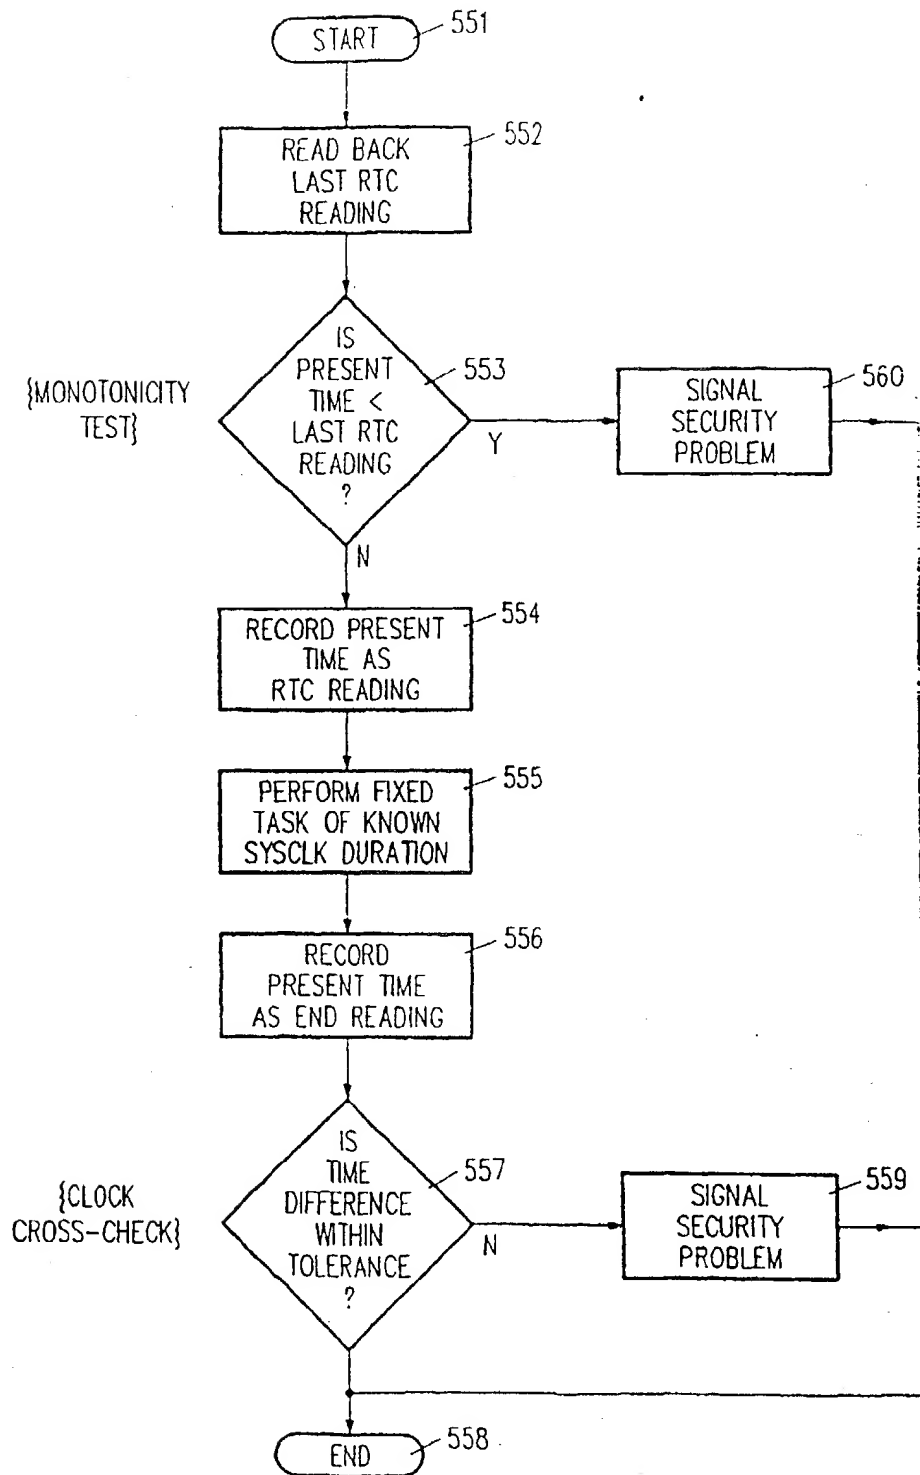 START
551
READ BACK
LAST RTC
READING
552
{MONOTONICITY
TEST}
IS
PRESENT
TIME <
LAST RTC
READING
?
553
Y
N
SIGNAL
SECURITY
PROBLEM
560
RECORD PRESENT
TIME AS
RTC READING
554
PERFORM FIXED
TASK OF KNOWN
SYSCLK DURATION
555
RECORD
PRESENT TIME
AS END READING
556
{CLOCK
CROSS-CHECK}
IS
TIME
DIFFERENCE
WITHIN
TOLERANCE
?
557
N
SIGNAL
SECURITY
PROBLEM
559
END
558